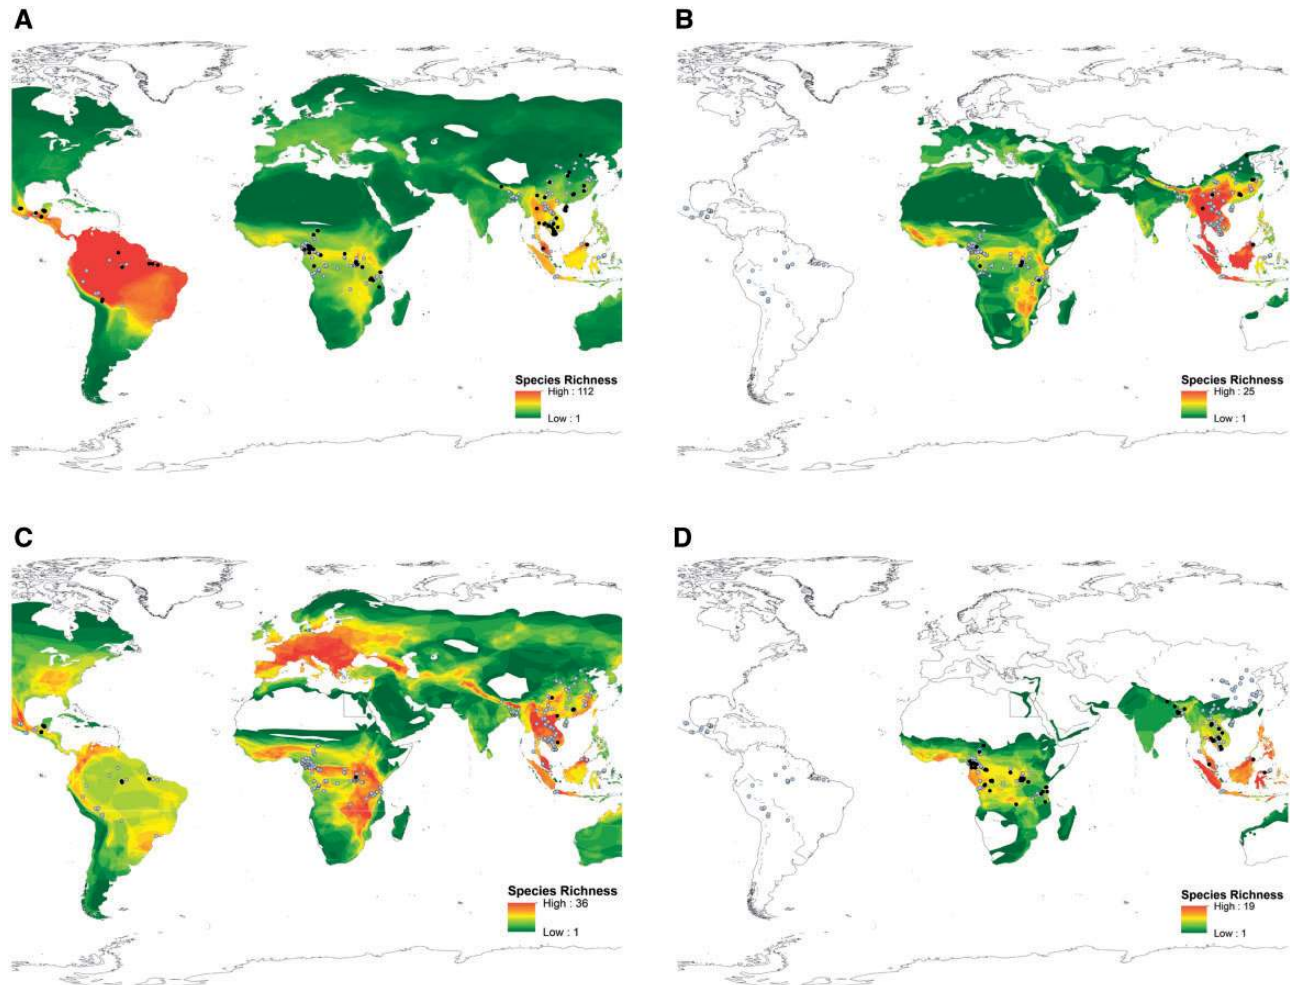 A
B
Species Richness
High : 112
Low : 1
Species Richness
High : 25
Low : 1
C
D
Species Richness
High : 36
Low : 1
Species Richness
High : 19
Low : 1